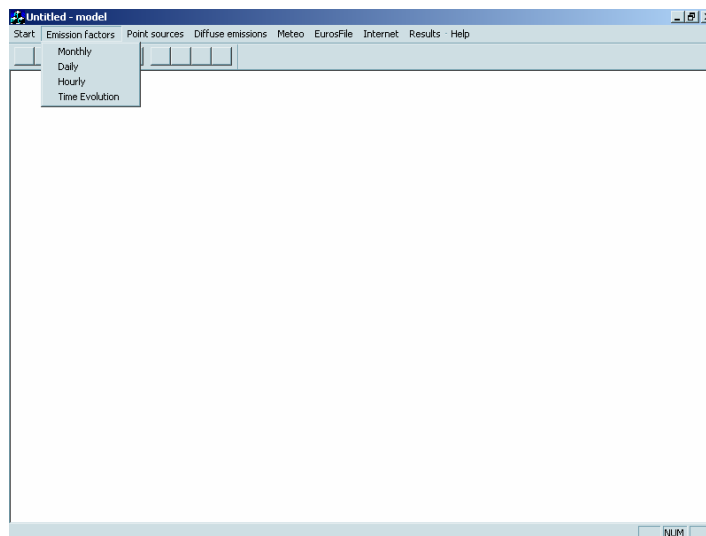 Untitled - model
Start Emission factors Point sources Diffuse emissions Meteo EurosFile Internet Results Help
Monthly
Daily
Hourly
Time Evolution
NUM